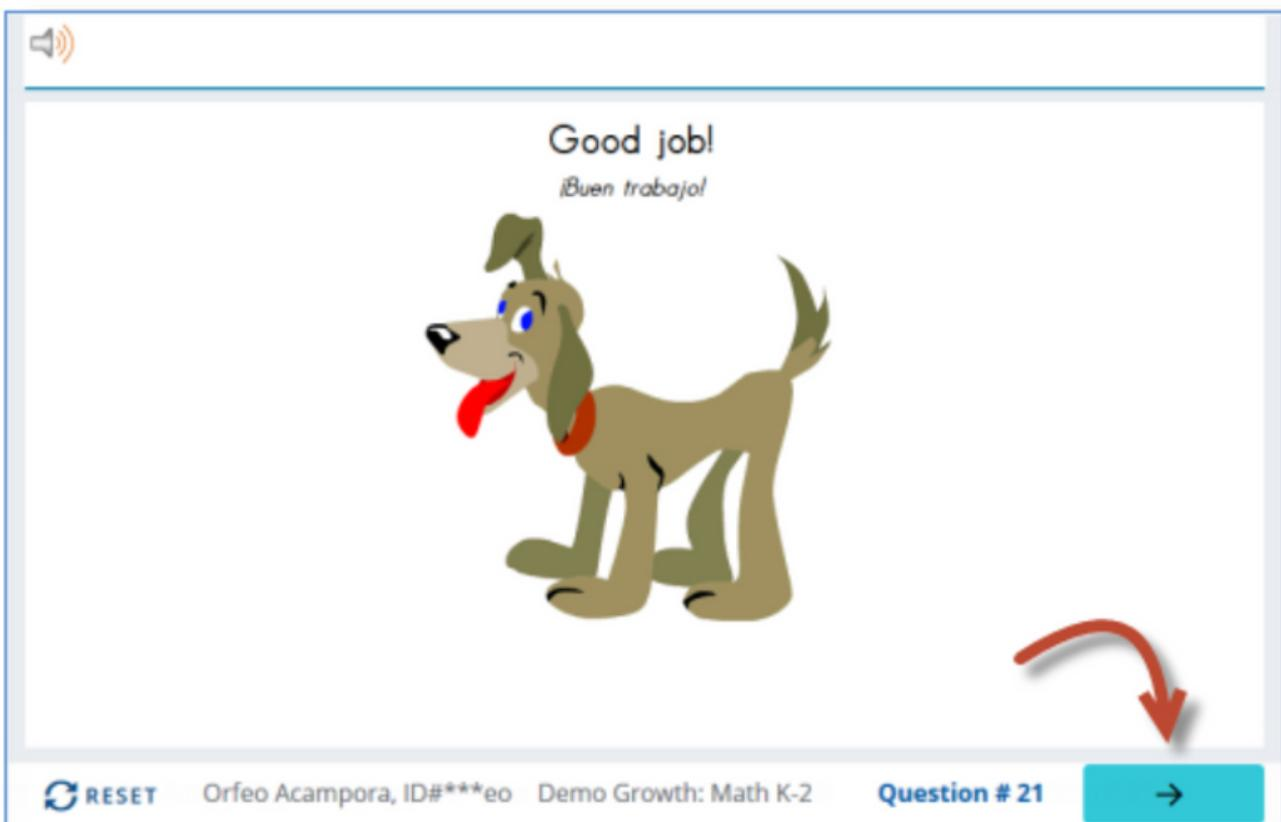 Good job!
¡Buen trabajo!
RESET Orfeo Acampora, ID#***eo Demo Growth: Math K-2 Question # 21